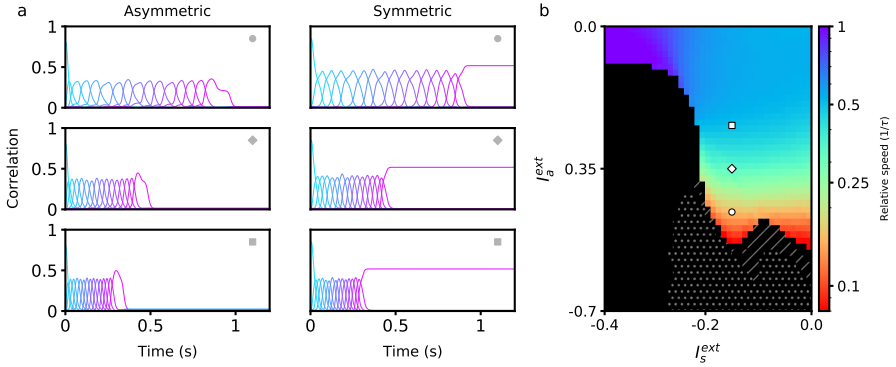 a
Asymmetric
Symmetric
b
Correlation
1
0.5
0
1
0.5
0
1
0.5
0
0
0.5
1
0
0.5
1
Time (s)
Time (s)
I_a^{ext}
0.0
0.35
-0.7
-0.4
-0.2
0.0
I_s^{ext}
1
0.5
0.25
0.1
Relative speed (1/τ)